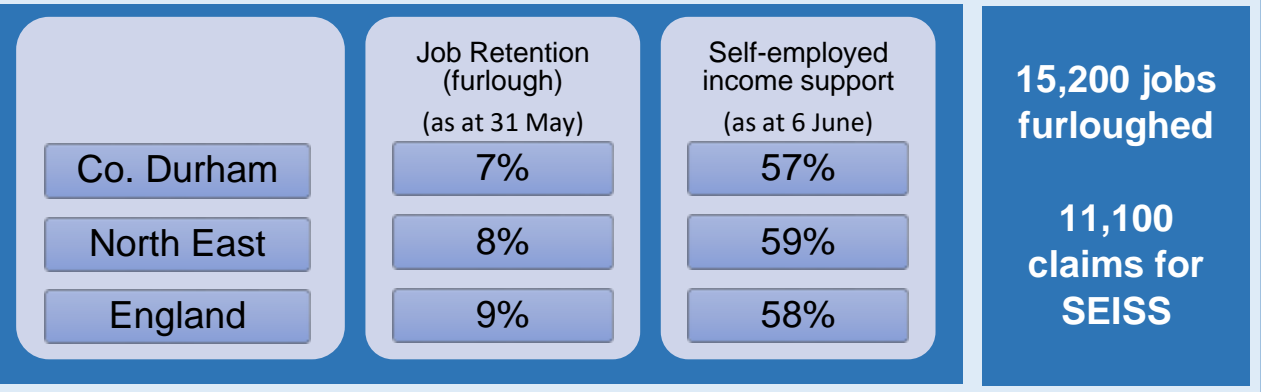 Job Retention
(furlough)
(as at 31 May)
Self-employed
income support
(as at 6 June)
Co. Durham
7%
57%
North East
8%
59%
England
9%
58%
15,200 jobs
furloughed
11,100
claims for
SEISS